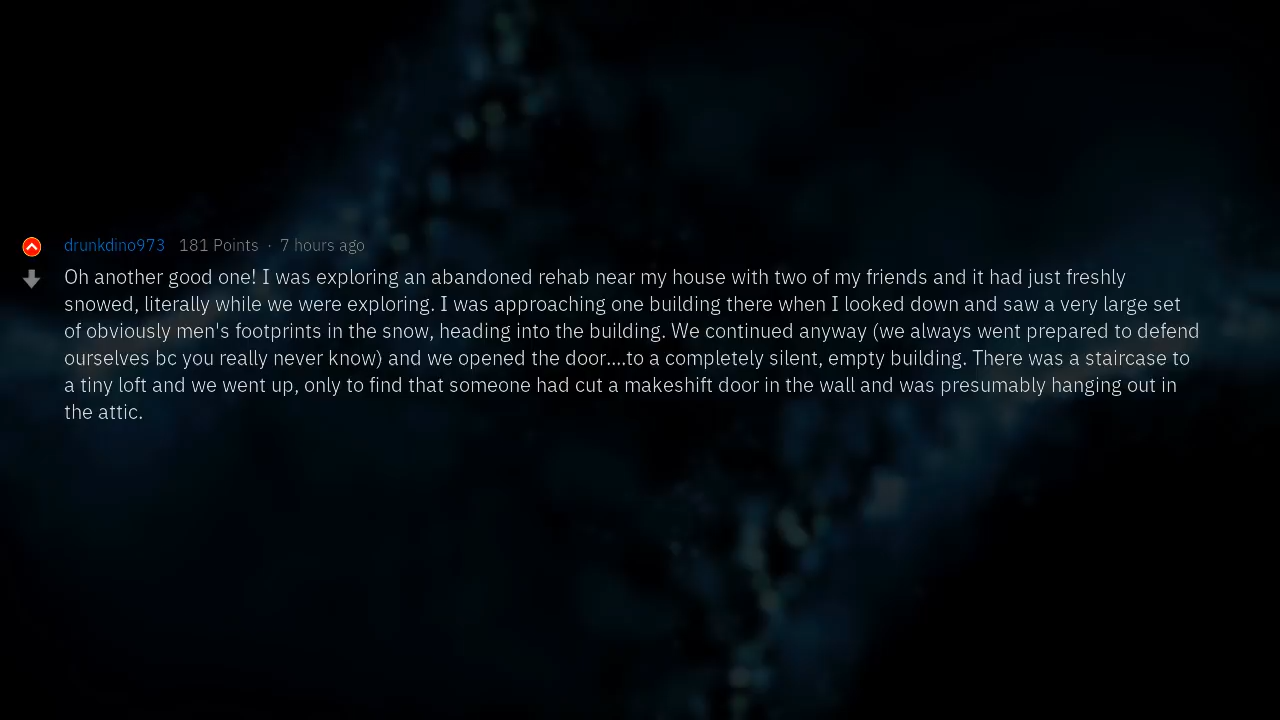 drunkdino973 181 Points · 7 hours ago
Oh another good one! I was exploring an abandoned rehab near my house with two of my friends and it had just freshly
snowed, literally while we were exploring. I was approaching one building there when I looked down and saw a very large set
of obviously men's footprints in the snow, heading into the building. We continued anyway (we always went prepared to defend
ourselves bc you really never know) and we opened the door....to a completely silent, empty building. There was a staircase to
a tiny loft and we went up, only to find that someone had cut a makeshift door in the wall and was presumably hanging out in
the attic.